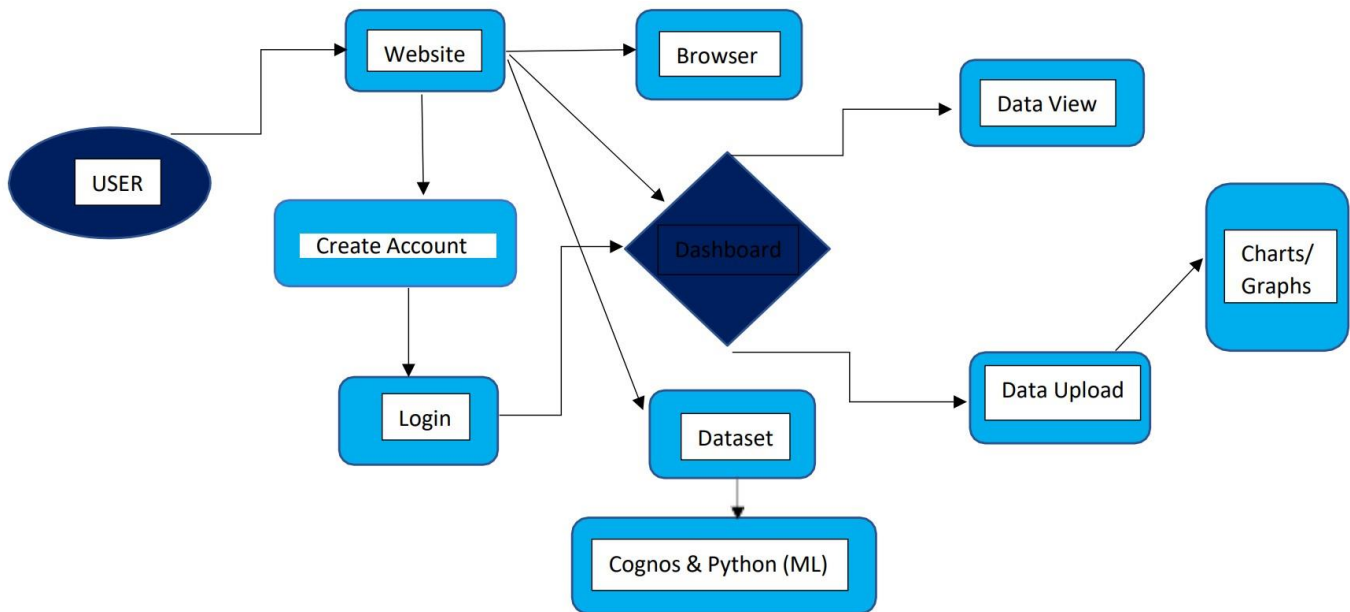 Website
Browser
Data View
USER
Create Account
Dashboard
Charts/
Graphs
Login
Data Upload
Dataset
Cognos & Python (ML)